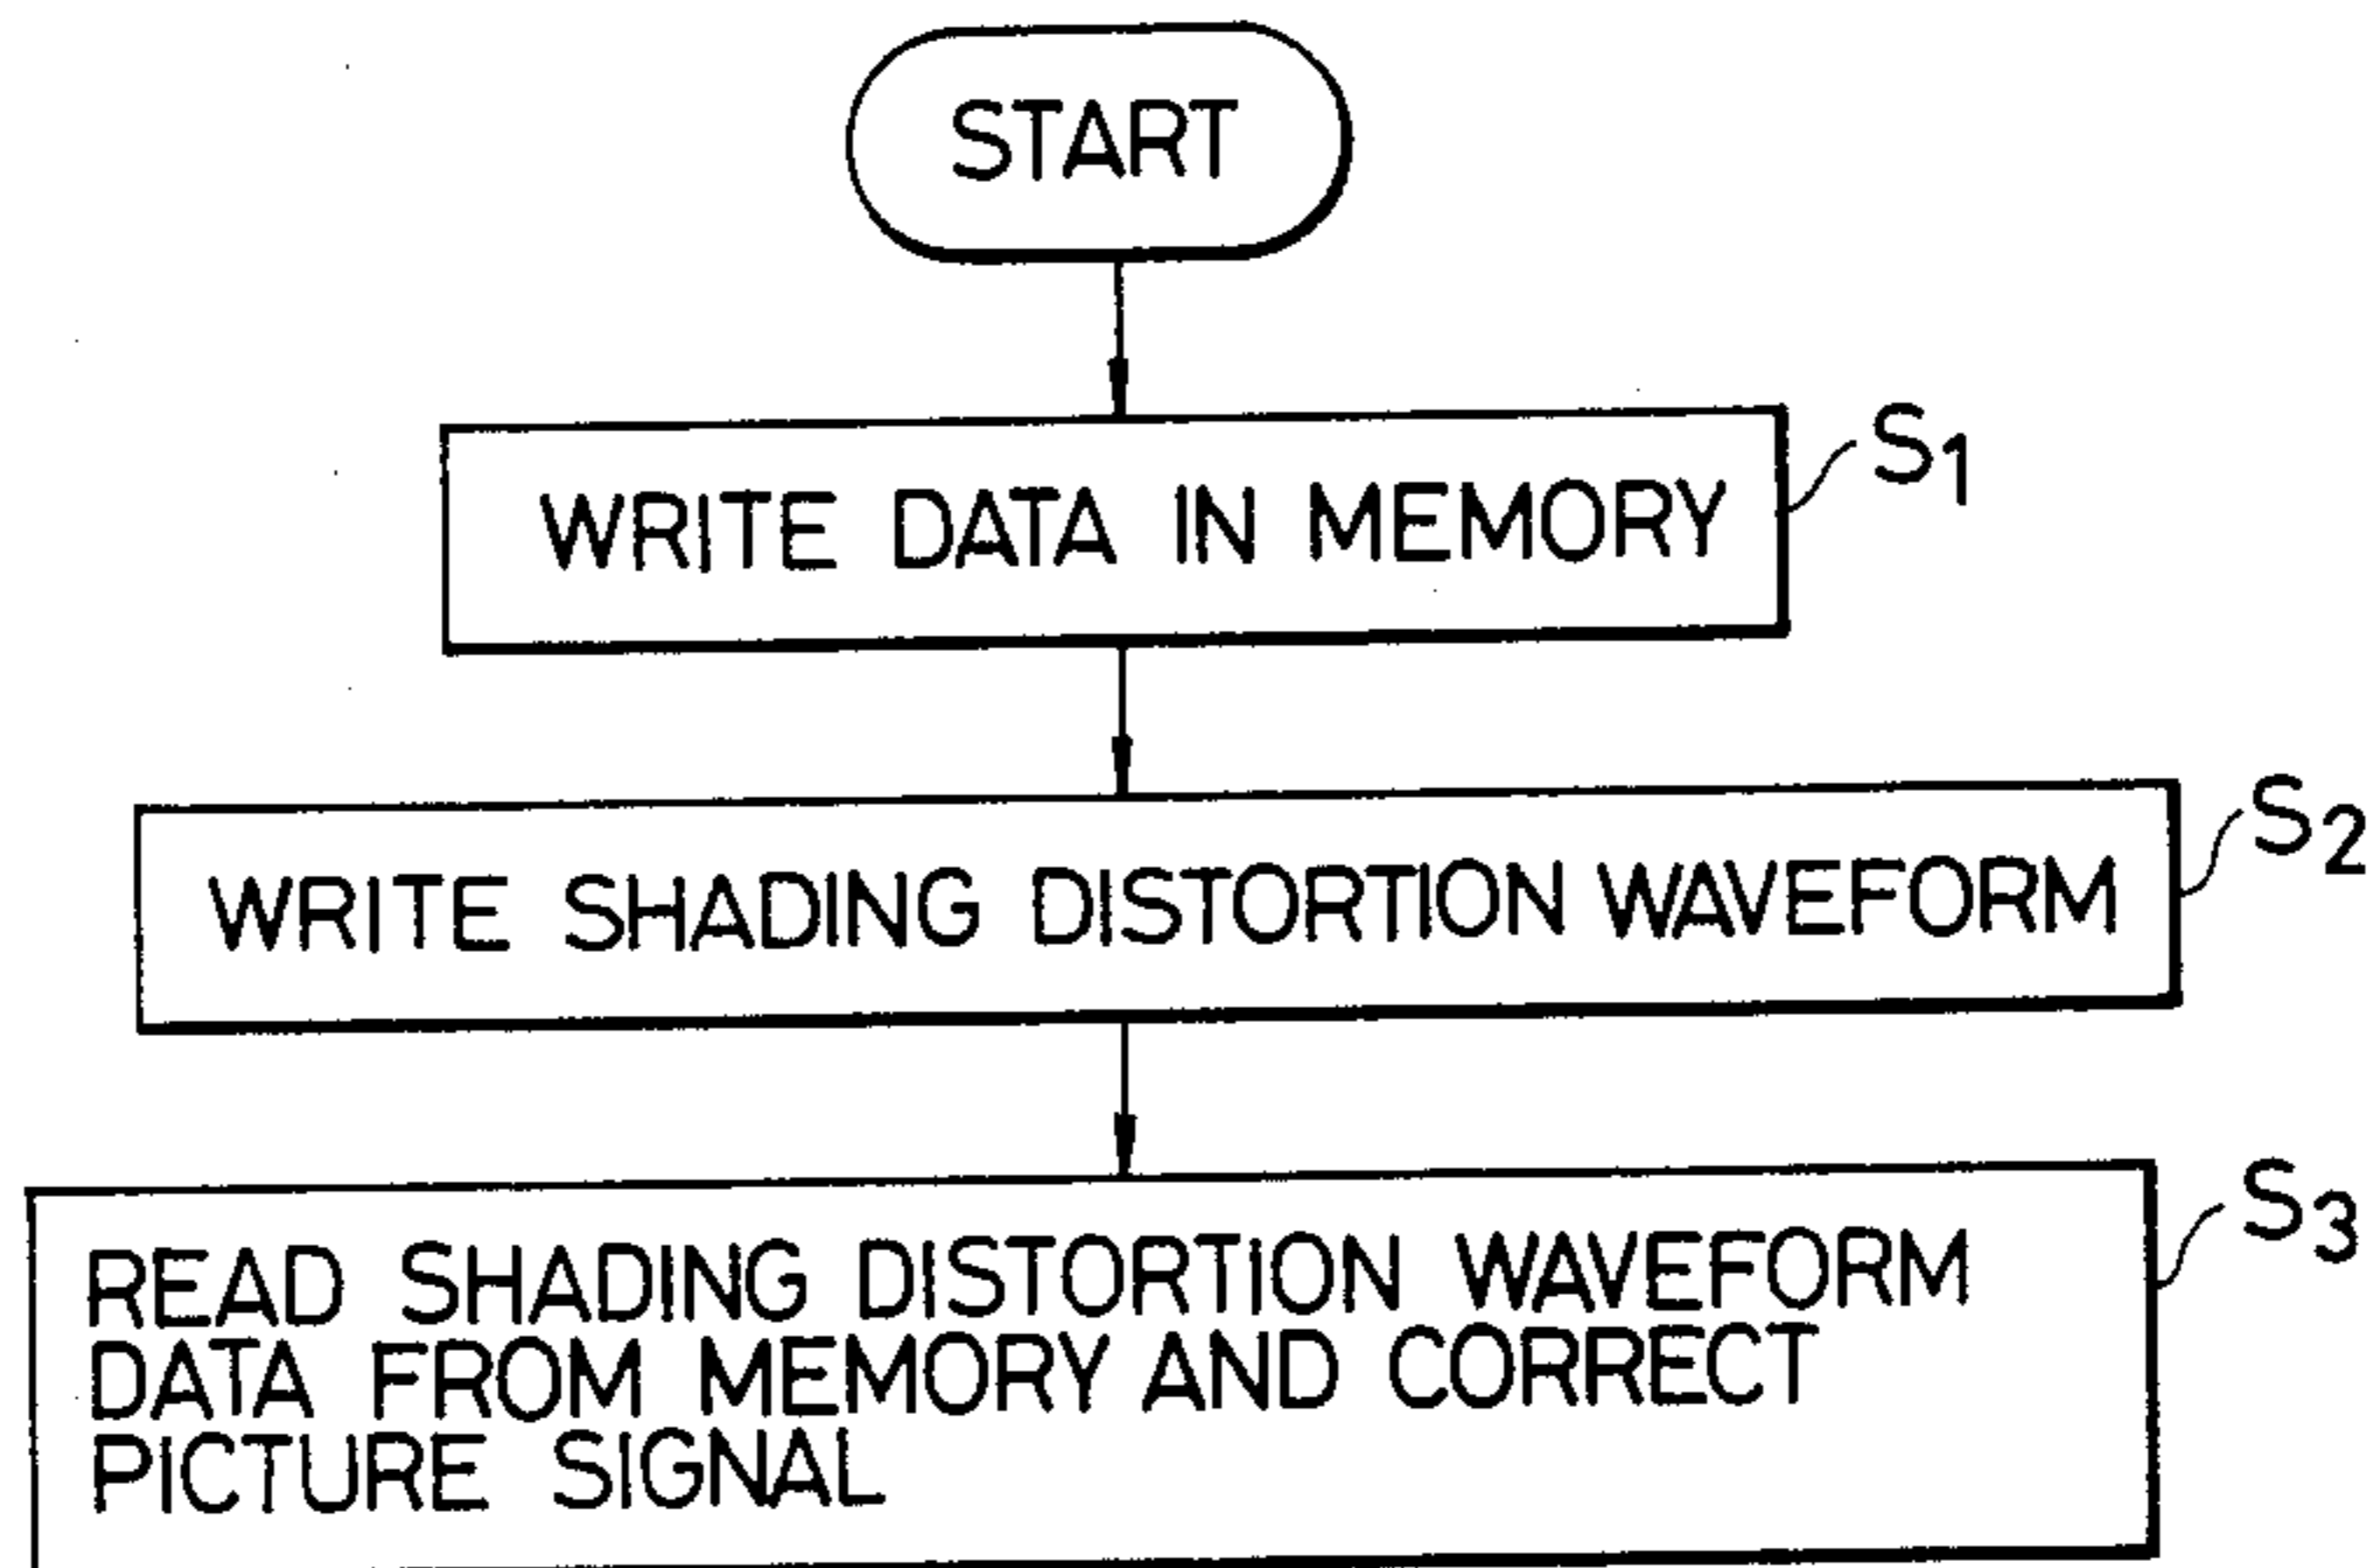 START
WRITE DATA IN MEMORY
S1
WRITE SHADING DISTORTION WAVEFORM
S2
READ SHADING DISTORTION WAVEFORM
DATA FROM MEMORY AND CORRECT
PICTURE SIGNAL
S3